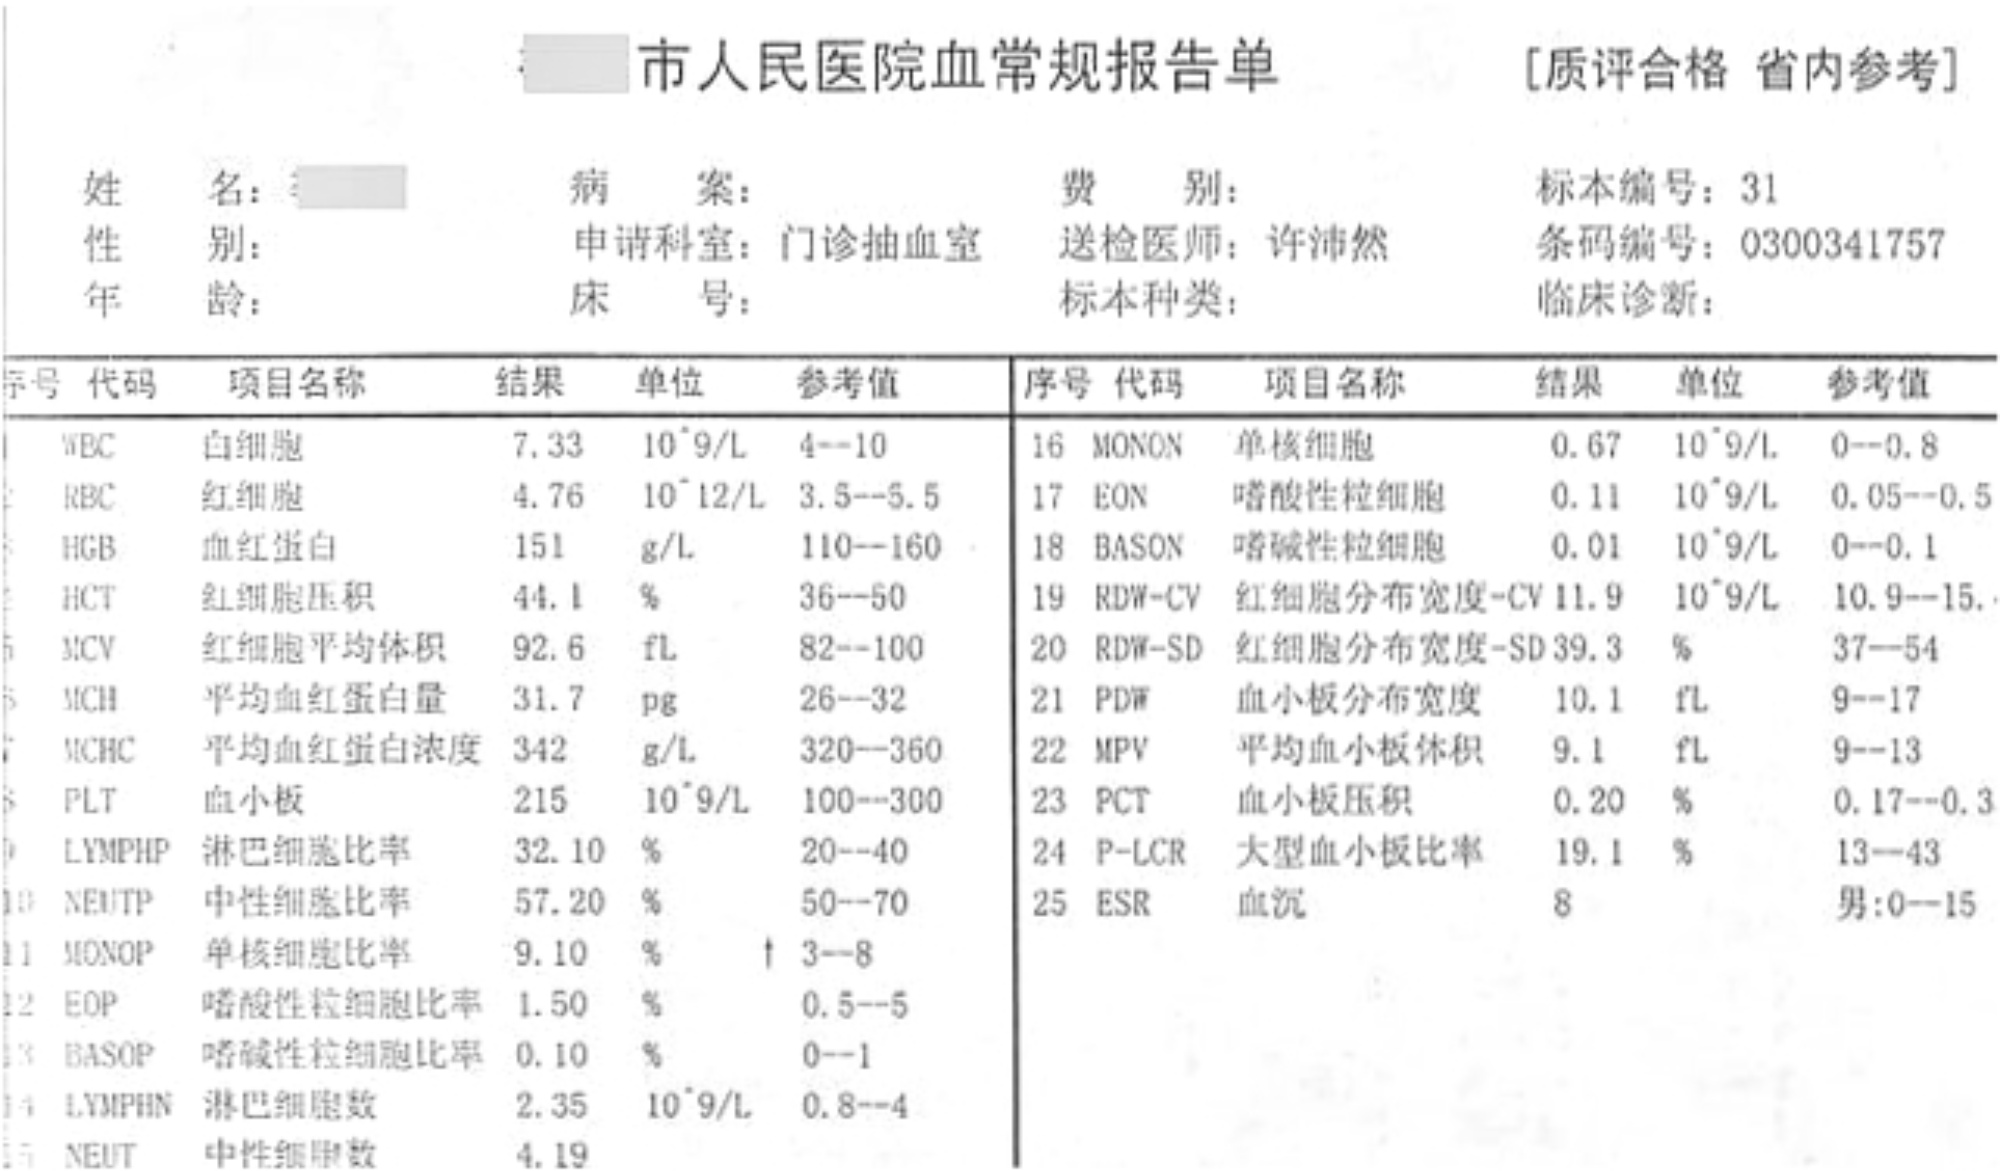 市人民医院血常规报告单 [质评合格 省内参考]
姓 名: 病 案: 费 别: 标本编号: 31
性 别: 申请科室: 门诊抽血室 送检医师: 许沛然 条码编号: 0300341757
年 龄: 床 号: 标本种类: 临床诊断:
序号 代码 项目名称 结果 单位 参考值 序号 代码 项目名称 结果 单位 参考值
WBC 白细胞 7.33 10^9/L 4--10 16 MONON 单核细胞 0.67 10^9/L 0--0.8
RBC 红细胞 4.76 10^12/L 3.5--5.5 17 EON 嗜酸性粒细胞 0.11 10^9/L 0.05--0.5
HGB 血红蛋白 151 g/L 110--160 18 BASON 嗜碱性粒细胞 0.01 10^9/L 0--0.1
HCT 红细胞压积 44.1 % 36--50 19 RDW-CV 红细胞分布宽度-CV 11.9 10^9/L 10.9--15.
MCV 红细胞平均体积 92.6 fL 82--100 20 RDW-SD 红细胞分布宽度-SD 39.3 % 37--54
MCH 平均血红蛋白量 31.7 pg 26--32 21 PDW 血小板分布宽度 10.1 fL 9--17
MCHC 平均血红蛋白浓度 342 g/L 320--360 22 MPV 平均血小板体积 9.1 fL 9--13
PLT 血小板 215 10^9/L 100--300 23 PCT 血小板压积 0.20 % 0.17--0.3
9 LYMPHP 淋巴细胞比率 32.10 % 20--40 24 P-LCR 大型血小板比率 19.1 % 13--43
10 NEUTP 中性细胞比率 57.20 % 50--70 25 ESR 血沉 8 男:0--15
11 MONOP 单核细胞比率 9.10 % ↑ 3--8
12 EOP 嗜酸性粒细胞比率 1.50 % 0.5--5
13 BASOP 嗜碱性粒细胞比率 0.10 % 0--1
14 LYMPHN 淋巴细胞数 2.35 10^9/L 0.8--4
15 NEUT 中性细胞数 4.19